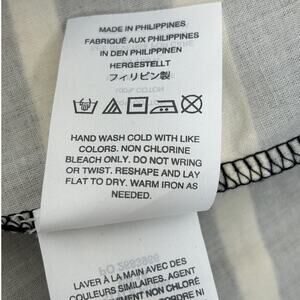 MADE IN PHILIPPINES
FABRIQUÉ AUX PHILIPPINES
IN DEN PHILIPPINEN
HERGESTELLT
フィリピン製
HAND WASH COLD WITH LIKE
COLORS. NON CHLORINE
BLEACH ONLY. DO NOT WRING
OR TWIST. RESHAPE AND LAY
FLAT TO DRY. WARM IRON AS
NEEDED.
LAVER À LA MAIN AVEC DES
COULEURS SIMILAIRES. AGENT